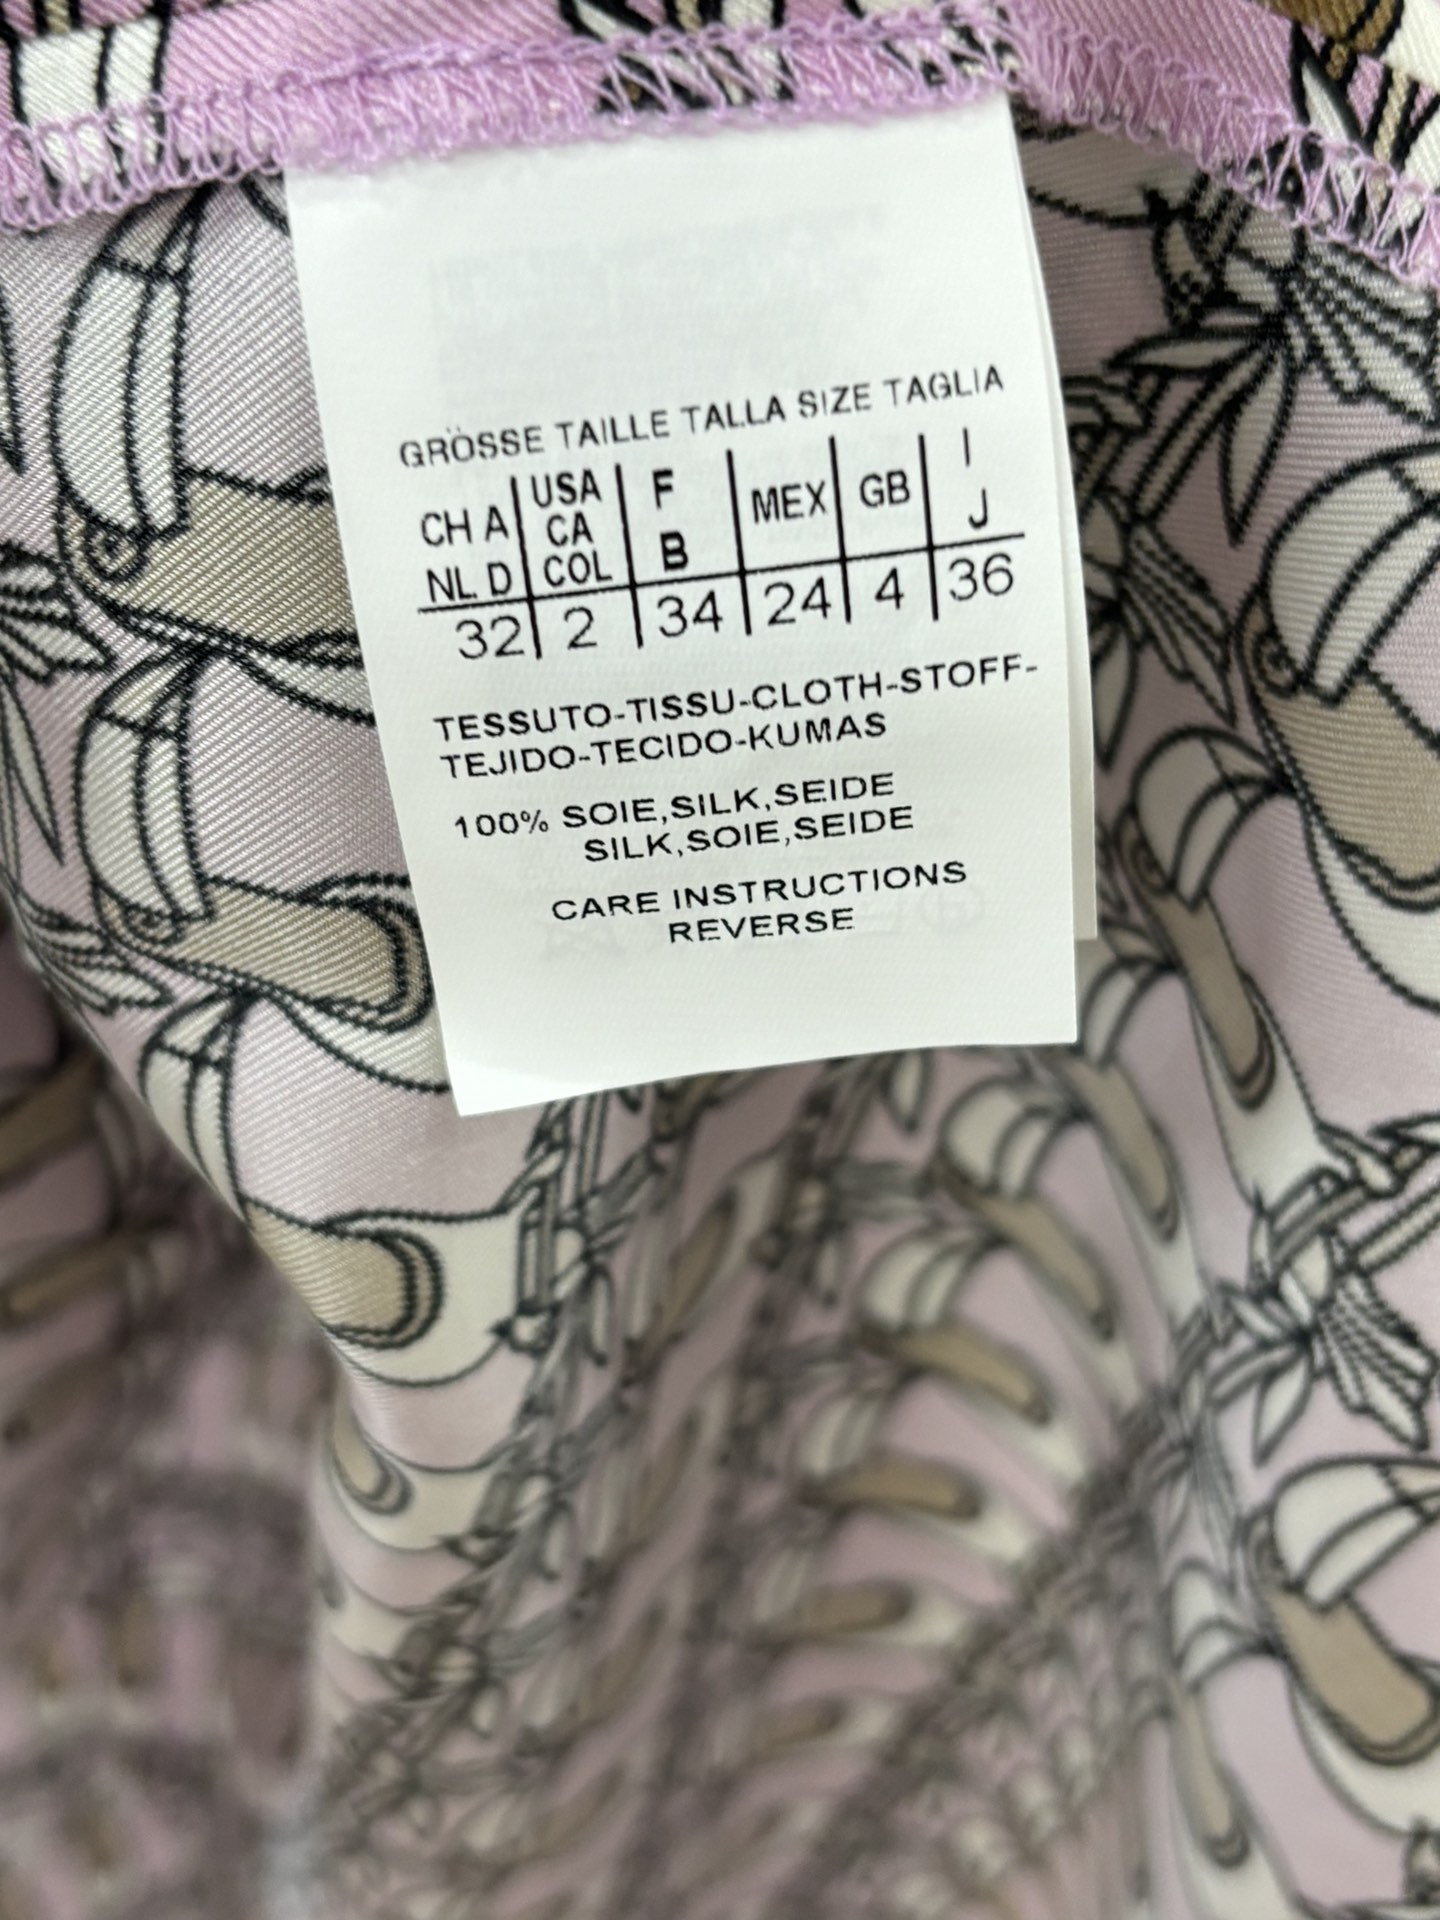 GRÖSSE TAILLE TALLA SIZE TAGLIA
CH A NL D | USA CA COL | F B | MEX | GB | I J
32 | 2 | 34 | 24 | 4 | 36
TESSUTO-TISSU-CLOTH-STOFF-
TEJIDO-TECIDO-KUMAS
100% SOIE,SILK,SEIDE
SILK,SOIE,SEIDE
CARE INSTRUCTIONS
REVERSE